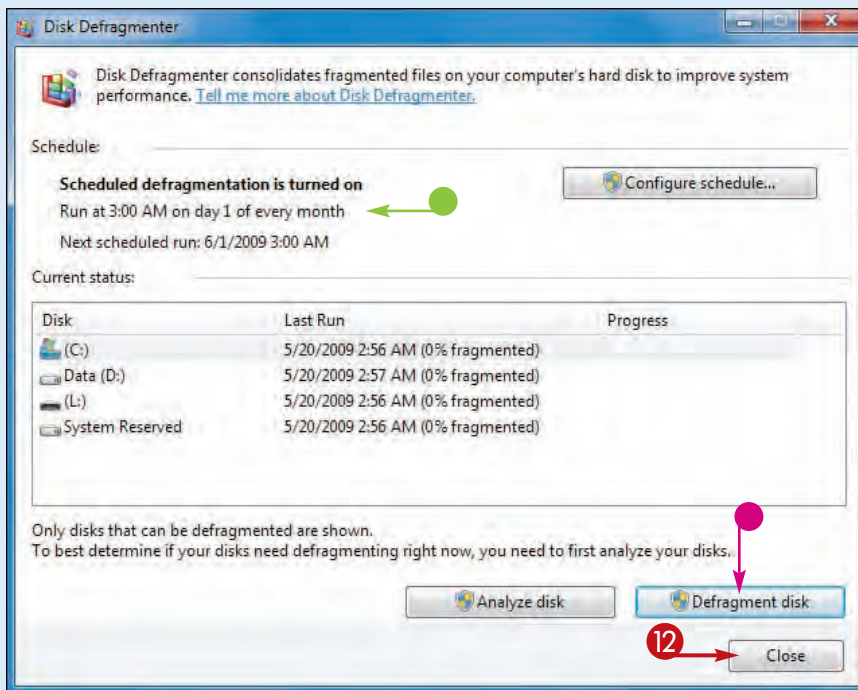 Disk Defragmenter
Disk Defragmenter consolidates fragmented files on your computer's hard disk to improve system
performance. Tell me more about Disk Defragmenter.
Schedule:
Scheduled defragmentation is turned on
Configure schedule...
Run at 3:00 AM on day 1 of every month
Next scheduled run: 6/1/2009 3:00 AM
Current status:
Disk Last Run Progress
(C:) 5/20/2009 2:56 AM (0% fragmented)
Data (D:) 5/20/2009 2:57 AM (0% fragmented)
(L:) 5/20/2009 2:56 AM (0% fragmented)
System Reserved 5/20/2009 2:56 AM (0% fragmented)
Only disks that can be defragmented are shown.
To best determine if your disks need defragmenting right now, you need to first analyze your disks.
Analyze disk Defragment disk
12 Close